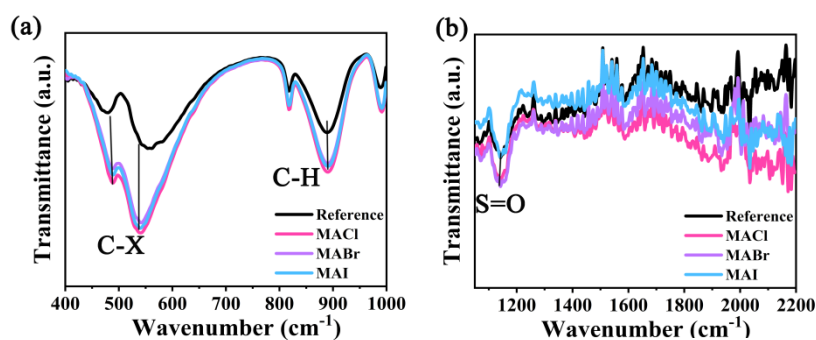 (a)
Transmittance (a.u.)
C-X
C-H
Reference
MACl
MABr
MAI
400 500 600 700 800 900 1000
Wavenumber (cm⁻¹)
(b)
Transmittance (a.u.)
S=O
Reference
MACl
MABr
MAI
1200 1400 1600 1800 2000 2200
Wavenumber (cm⁻¹)